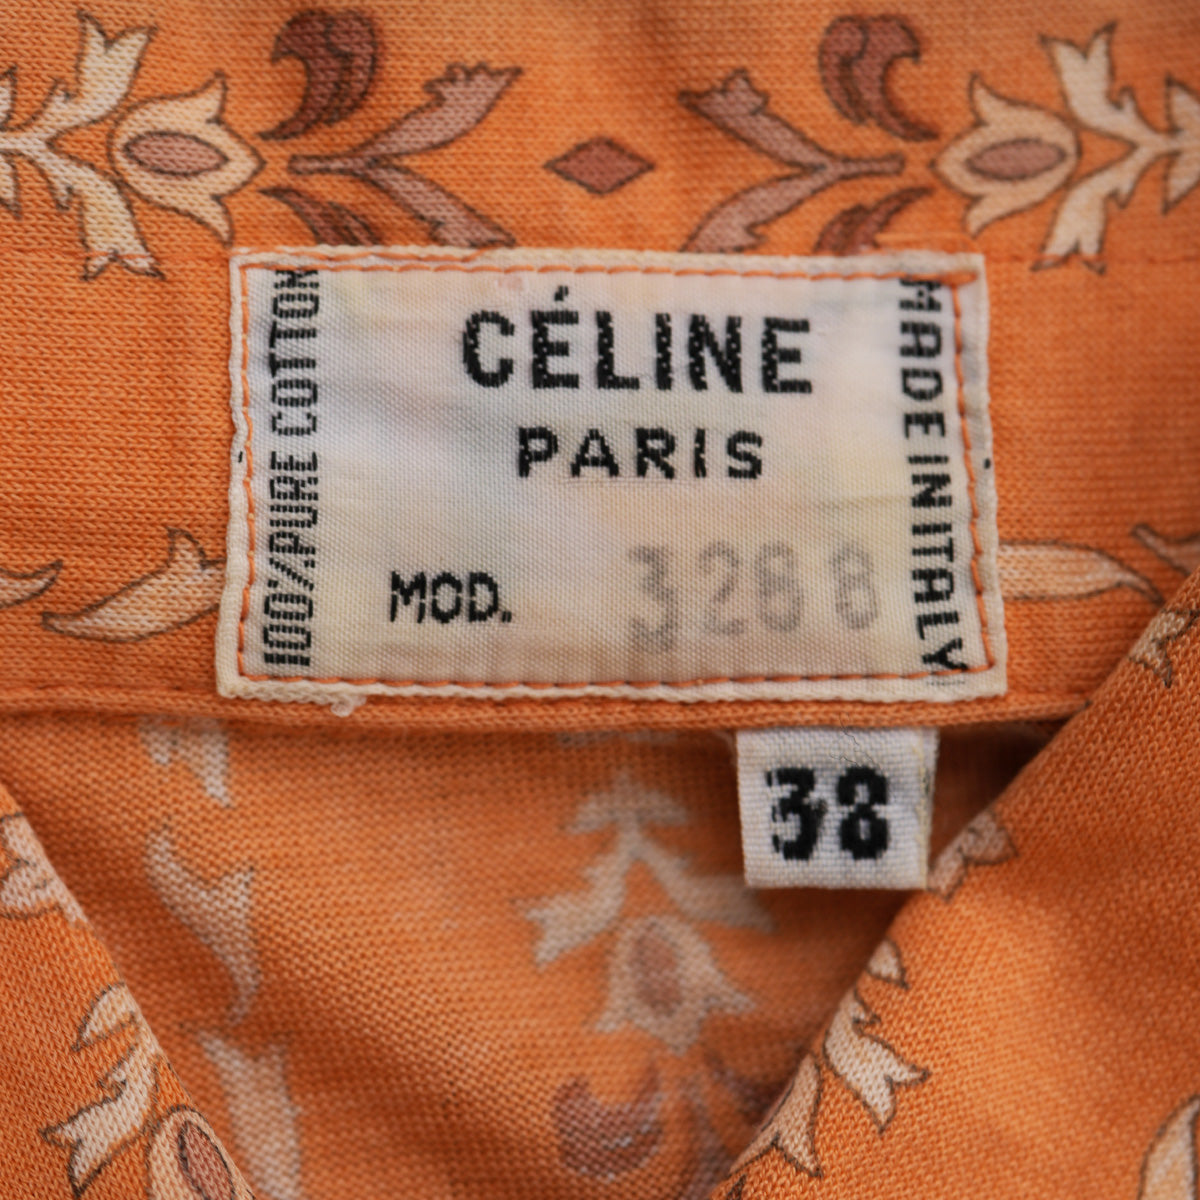 CÉLINE
PARIS
MOD. 3288
100%PURE COTTON
MADE IN ITALY
38